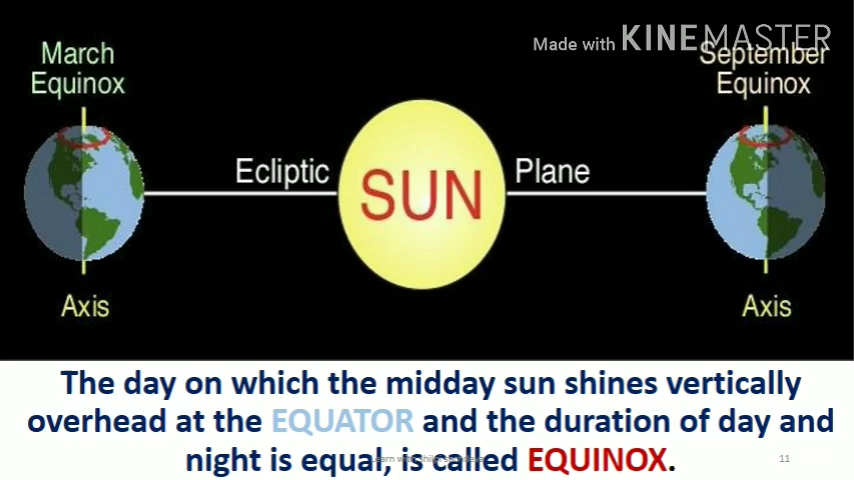 Made with KINEMASTER
March
Equinox
September
Equinox
Ecliptic
SUN
Plane
Axis
Axis
The day on which the midday sun shines vertically
overhead at the EQUATOR and the duration of day and
night is equal, is called EQUINOX.
11